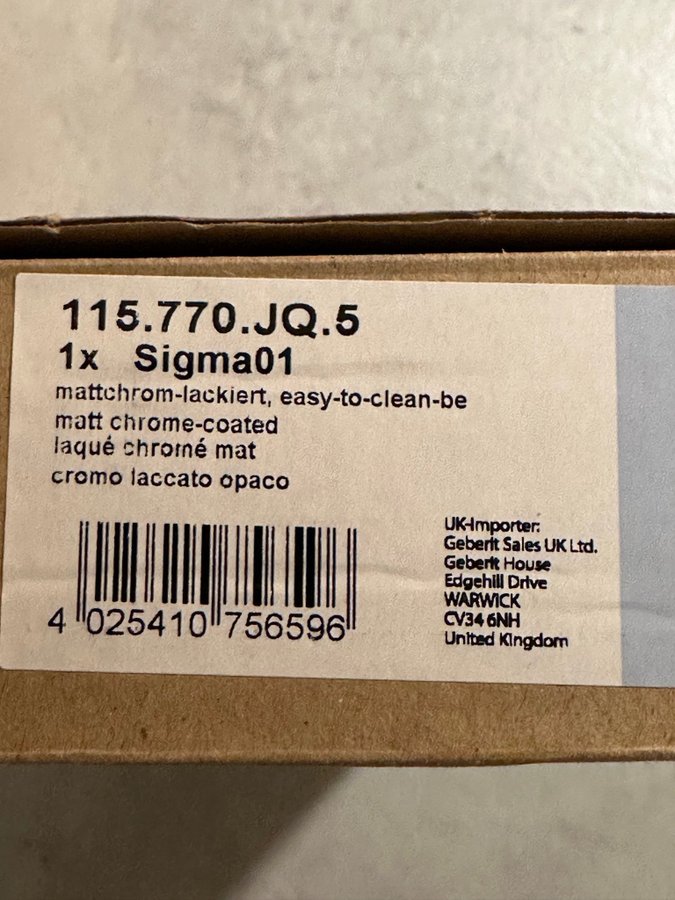 115.770.JQ.5
1x Sigma01
mattchrom-lackiert, easy-to-clean-be
matt chrome-coated
laqué chromé mat
cromo laccato opaco
UK-Importer:
Geberit Sales UK Ltd.
Geberit House
Edgehill Drive
WARWICK
CV34 6NH
United Kingdom
4 025410 756596